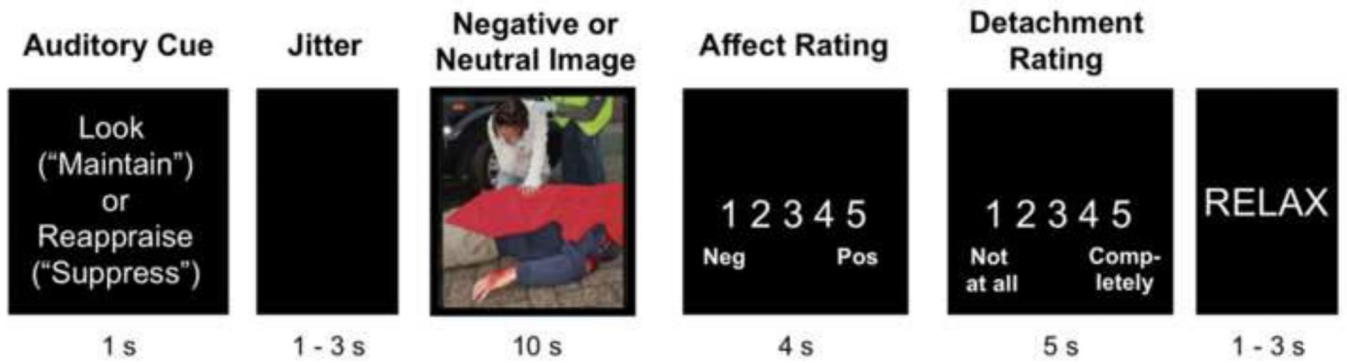 Auditory Cue
Jitter
Negative or
Neutral Image
Affect Rating
Detachment
Rating
Look
("Maintain")
or
Reappraise
("Suppress")
1 2 3 4 5
Neg Pos
1 2 3 4 5
Not Comp-
at all letely
RELAX
1 s
1 - 3 s
10 s
4 s
5 s
1 - 3 s